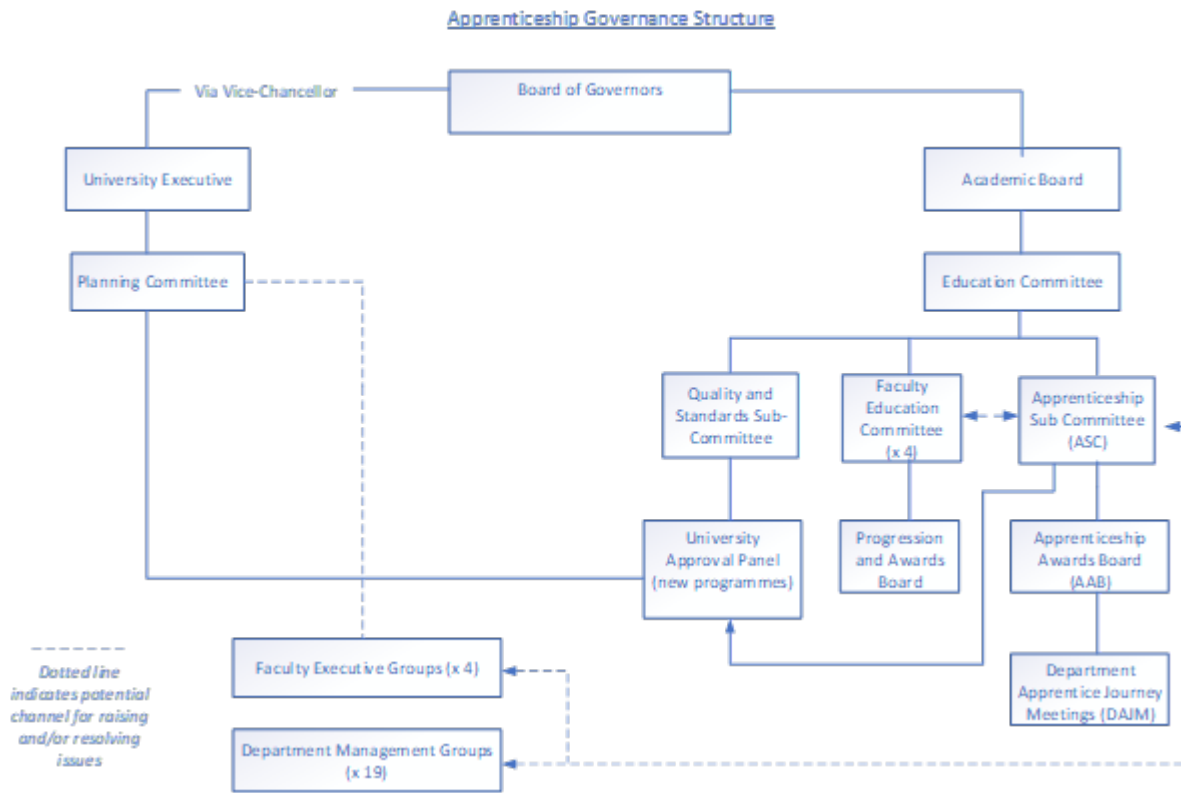 Apprenticeship Governance Structure
Via Vice-Chancellor
Board of Governors
University Executive
Academic Board
Planning Committee
Education Committee
Quality and
Standards Sub-
Committee
Faculty
Education
Committee
(x 4)
Apprenticeship
Sub Committee
(ASC)
University
Approval Panel
(new programmes)
Progression
and Awards
Board
Apprenticeship
Awards Board
(AAB)
Dotted line
indicates potential
channel for raising
and/or resolving
issues
Faculty Executive Groups (x 4)
Department
Apprentice Journey
Meetings (DAJM)
Department Management Groups
(x 19)